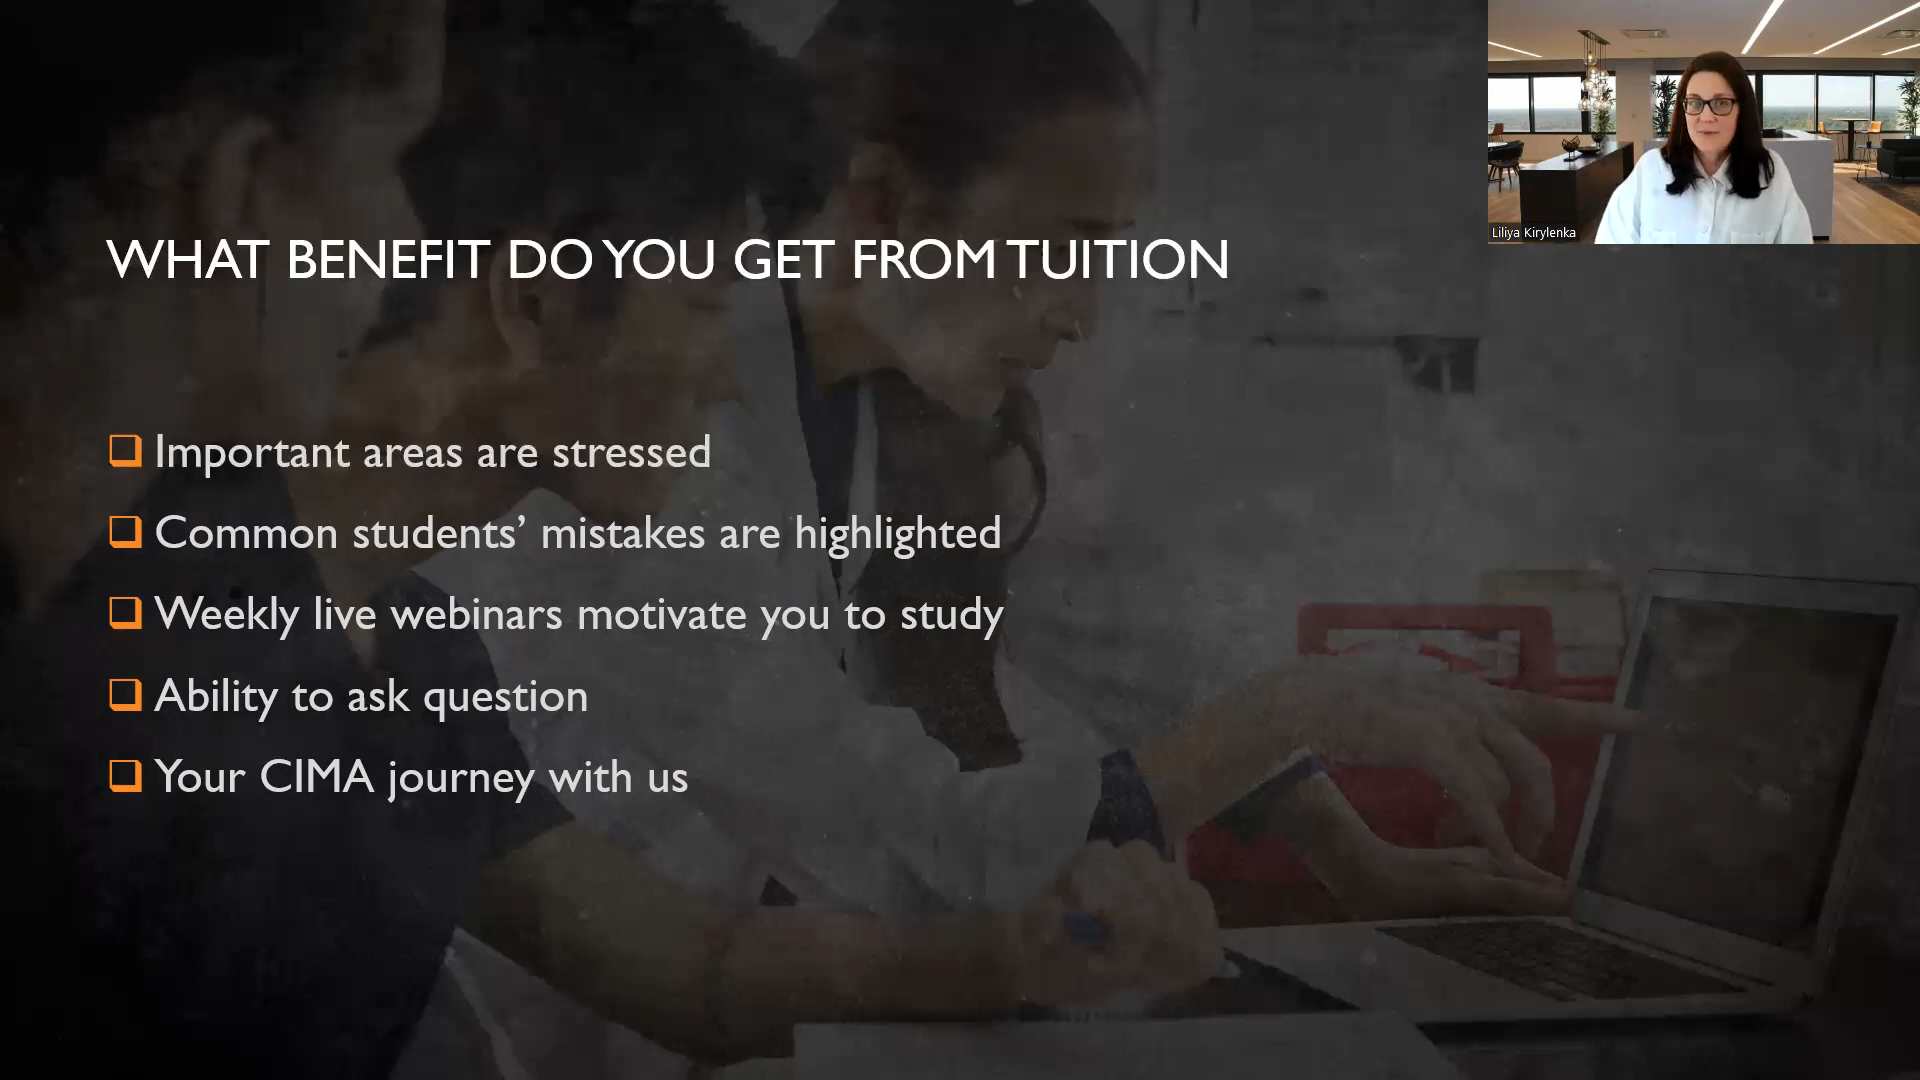 Liliya Kirylenka
WHAT BENEFIT DO YOU GET FROM TUITION
Important areas are stressed
Common students’ mistakes are highlighted
Weekly live webinars motivate you to study
Ability to ask question
Your CIMA journey with us